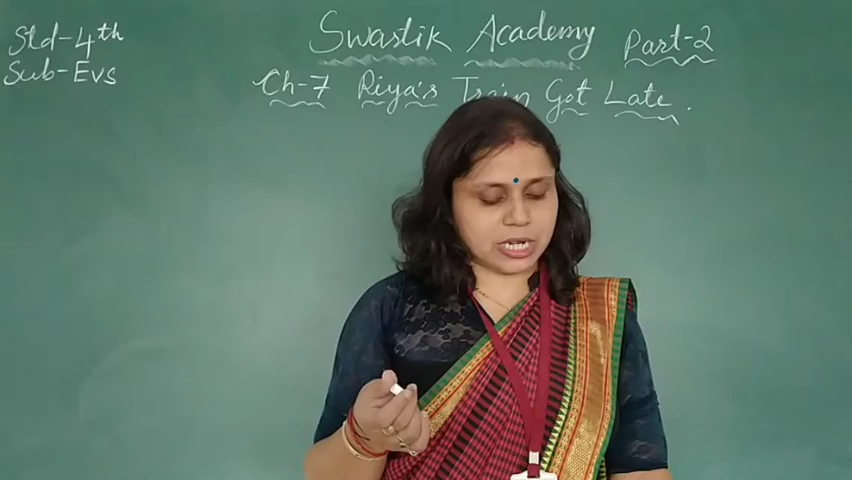 Std-4th
Sub-Evs
Swastik Academy Part-2
Ch-7 Riya's Train Got Late.